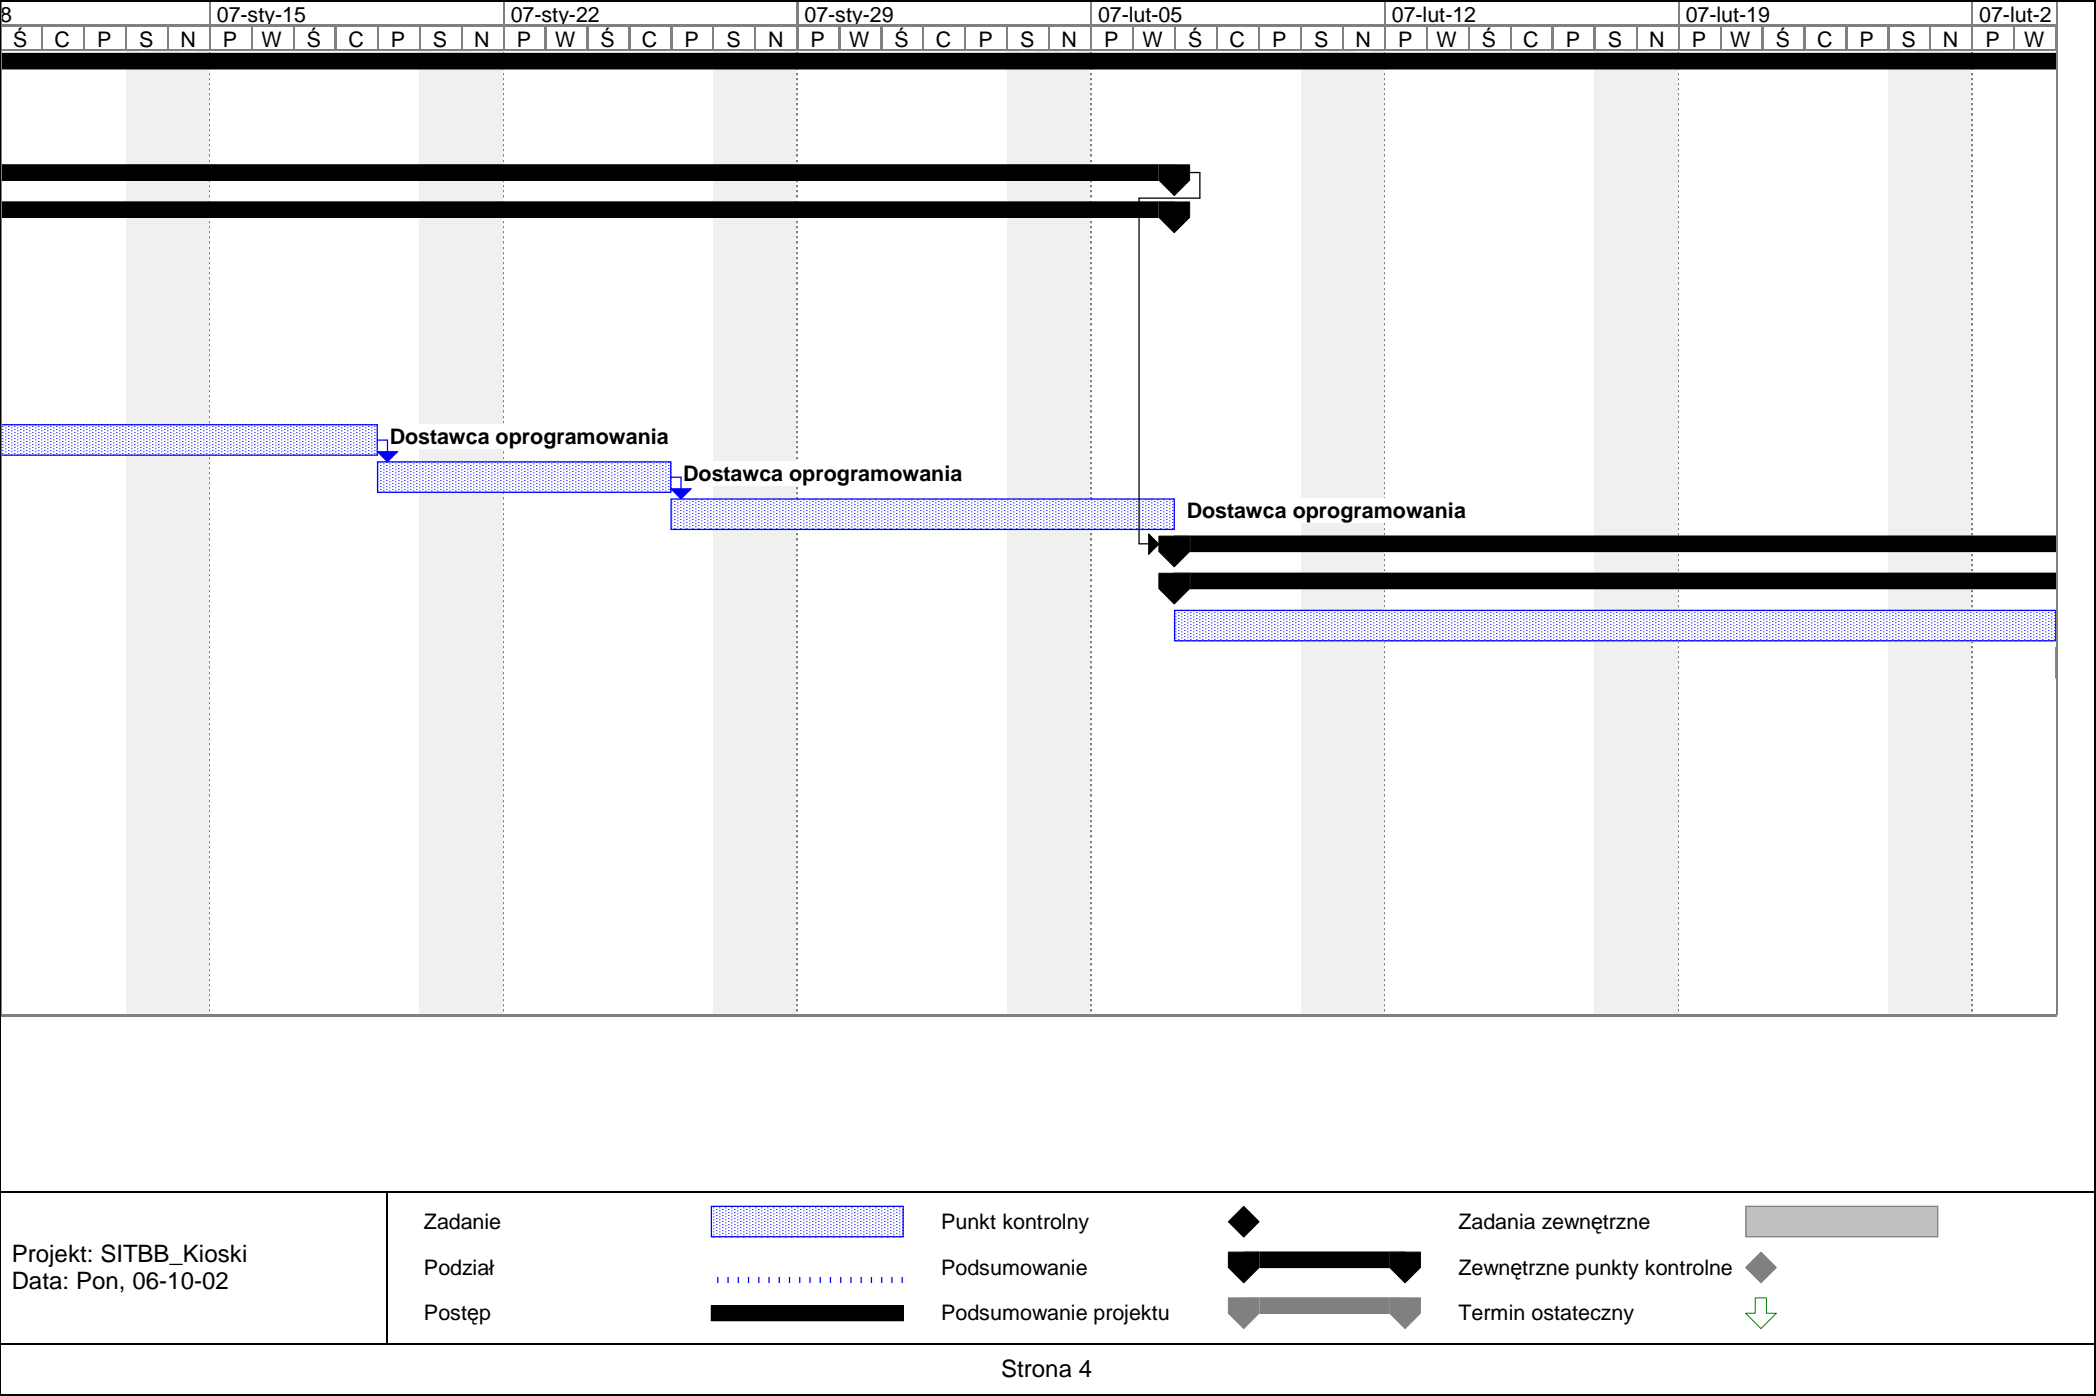 8 07-sty-15 07-sty-22 07-sty-29 07-lut-05 07-lut-12 07-lut-19 07-lut-2
Ś C P S N P W Ś C P S N P W Ś C P S N P W Ś C P S N P W Ś C P S N P W Ś C P S N P W Ś C P S N P W
Dostawca oprogramowania
Dostawca oprogramowania
Dostawca oprogramowania
Projekt: SITBB_Kioski
Data: Pon, 06-10-02
Zadanie
Podział
Postęp
Punkt kontrolny
Podsumowanie
Podsumowanie projektu
Zadania zewnętrzne
Zewnętrzne punkty kontrolne
Termin ostateczny
Strona 4